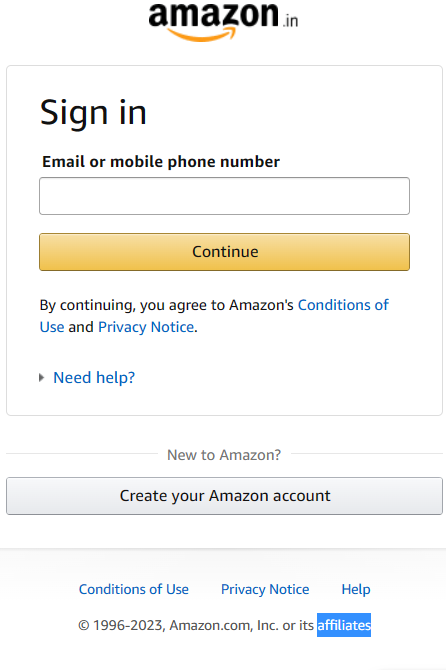 amazon.in
Sign in
Email or mobile phone number
Continue
By continuing, you agree to Amazon's Conditions of
Use and Privacy Notice.
Need help?
New to Amazon?
Create your Amazon account
Conditions of Use Privacy Notice Help
© 1996-2023, Amazon.com, Inc. or its affiliates